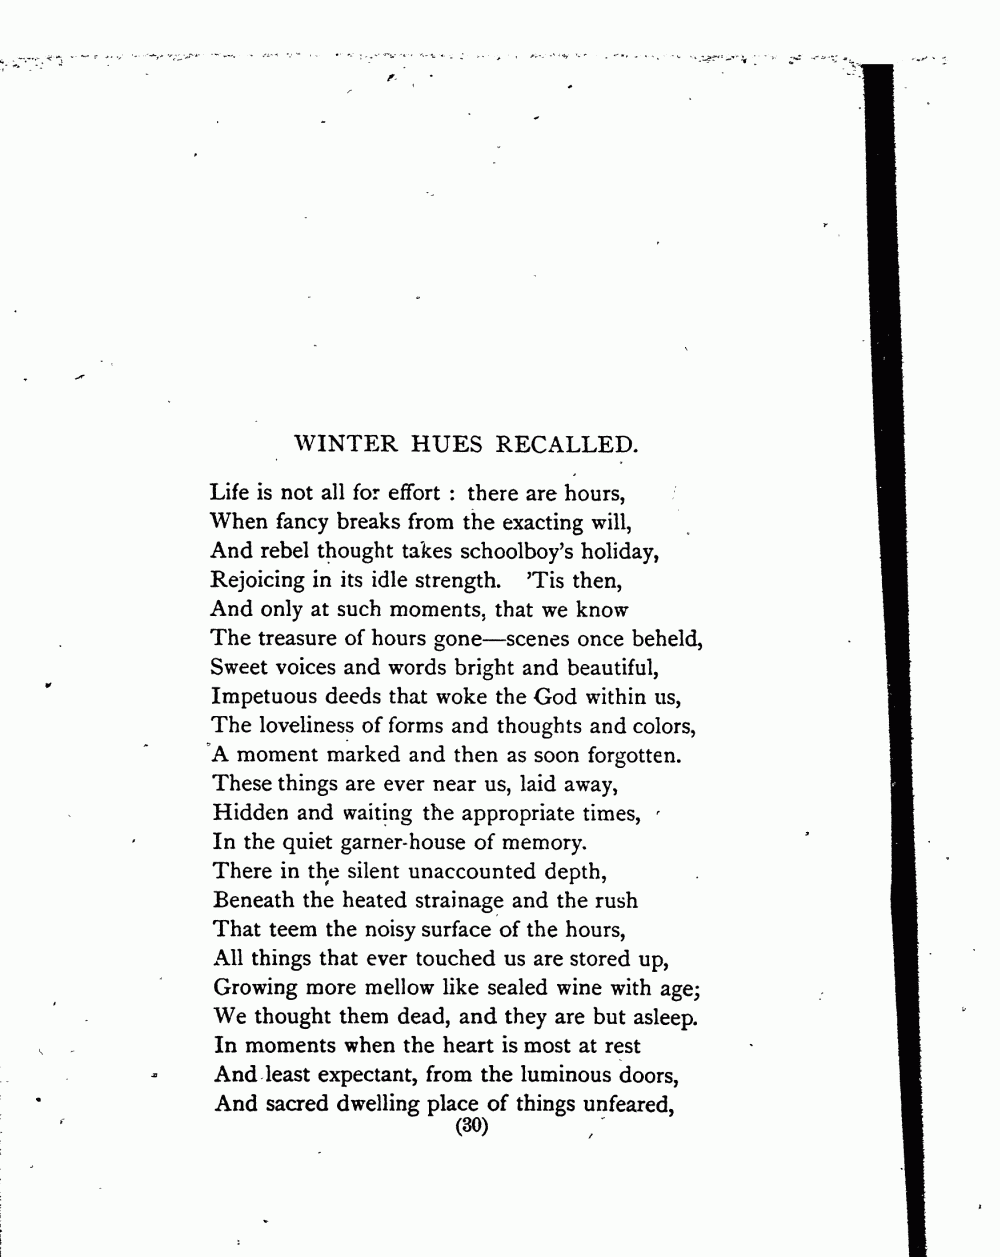 WINTER HUES RECALLED.
Life is not all for effort : there are hours,
When fancy breaks from the exacting will,
And rebel thought takes schoolboy's holiday,
Rejoicing in its idle strength. 'Tis then,
And only at such moments, that we know
The treasure of hours gone—scenes once beheld,
Sweet voices and words bright and beautiful,
Impetuous deeds that woke the God within us,
The loveliness of forms and thoughts and colors,
A moment marked and then as soon forgotten.
These things are ever near us, laid away,
Hidden and waiting the appropriate times,
In the quiet garner-house of memory.
There in the silent unaccounted depth,
Beneath the heated strainage and the rush
That teem the noisy surface of the hours,
All things that ever touched us are stored up,
Growing more mellow like sealed wine with age;
We thought them dead, and they are but asleep.
In moments when the heart is most at rest
And least expectant, from the luminous doors,
And sacred dwelling place of things unfeared,
(30)